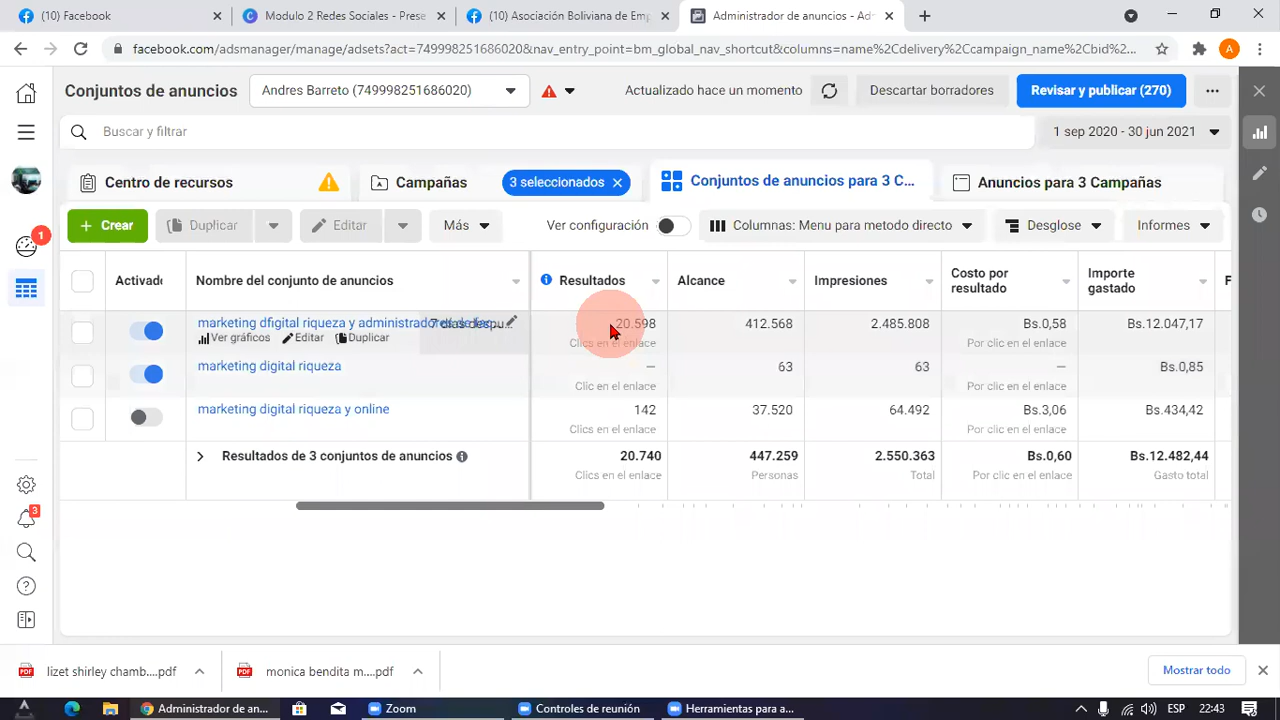 (10) Facebook
Modulo 2 Redes Sociales - Pres
(10) Asociación Boliviana de Emp
Administrador de anuncios - Ad
facebook.com/adsmanager/manage/adsets?act=749998251686020&nav_entry_point=bm_global_nav_shortcut&columns=name%2Cdelivery%2Ccampaign_name%2Cbid%2C...
A
Conjuntos de anuncios
Andres Barreto (749998251686020)
Actualizado hace un momento
Descartar borradores
Revisar y publicar (270)
Buscar y filtrar
1 sep 2020 - 30 jun 2021
Centro de recursos
Campañas
3 seleccionados
Conjuntos de anuncios para 3 C...
Anuncios para 3 Campañas
+ Crear
Duplicar
Editar
Más
Ver configuración
Columnas: Menu para metodo directo
Desglose
Informes
Activado
Nombre del conjunto de anuncios
Resultados
Alcance
Impresiones
Costo por resultado
Importe gastado
F
marketing dfigital riqueza y administrador
7 días despu...
20.598
412.568
2.485.808
Bs.0,58
Bs.12.047,17
Ver gráficos
Editar
Duplicar
Clics en el enlace
Por clic en el enlace
marketing digital riqueza
—
63
63
—
Bs.0,85
Clic en el enlace
Por clic en el enlace
marketing digital riqueza y online
142
37.520
64.492
Bs.3,06
Bs.434,42
Clics en el enlace
Por clic en el enlace
Resultados de 3 conjuntos de anuncios
20.740
447.259
2.550.363
Bs.0,60
Bs.12.482,44
Clics en el enlace
Personas
Total
Por clic en el enlace
Gasto total
1
3
lizet shirley chamb....pdf
monica bendita m....pdf
Mostrar todo
Administrador de an...
Zoom
Controles de reunión
Herramientas para a...
ESP
22:43